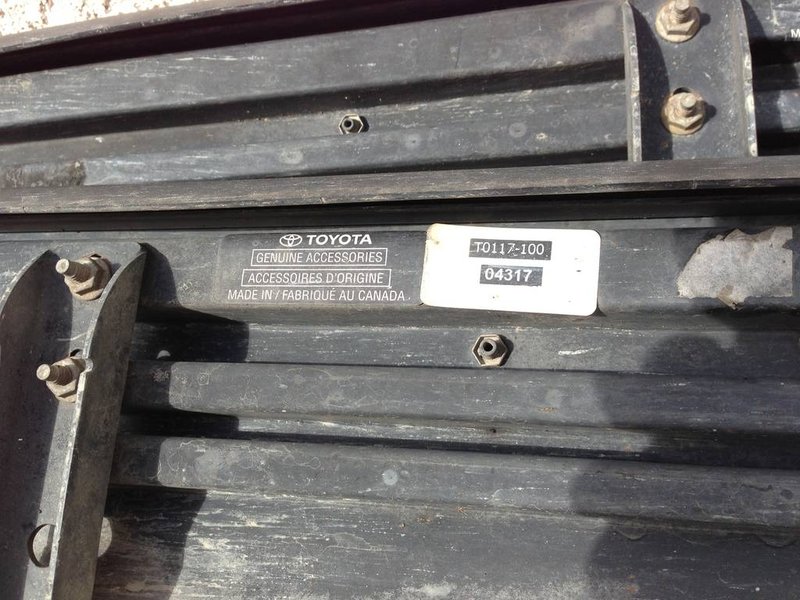 TOYOTA
GENUINE ACCESSORIES
ACCESSOIRES D'ORIGINE
MADE IN / FABRIQUÉ AU CANADA
T0117-100
04317